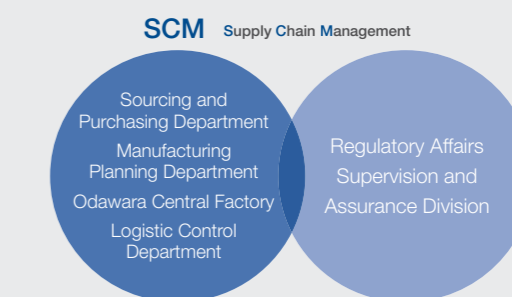 SCM Supply Chain Management
Sourcing and
Purchasing Department
Manufacturing
Planning Department
Odawara Central Factory
Logistic Control
Department
Regulatory Affairs
Supervision and
Assurance Division